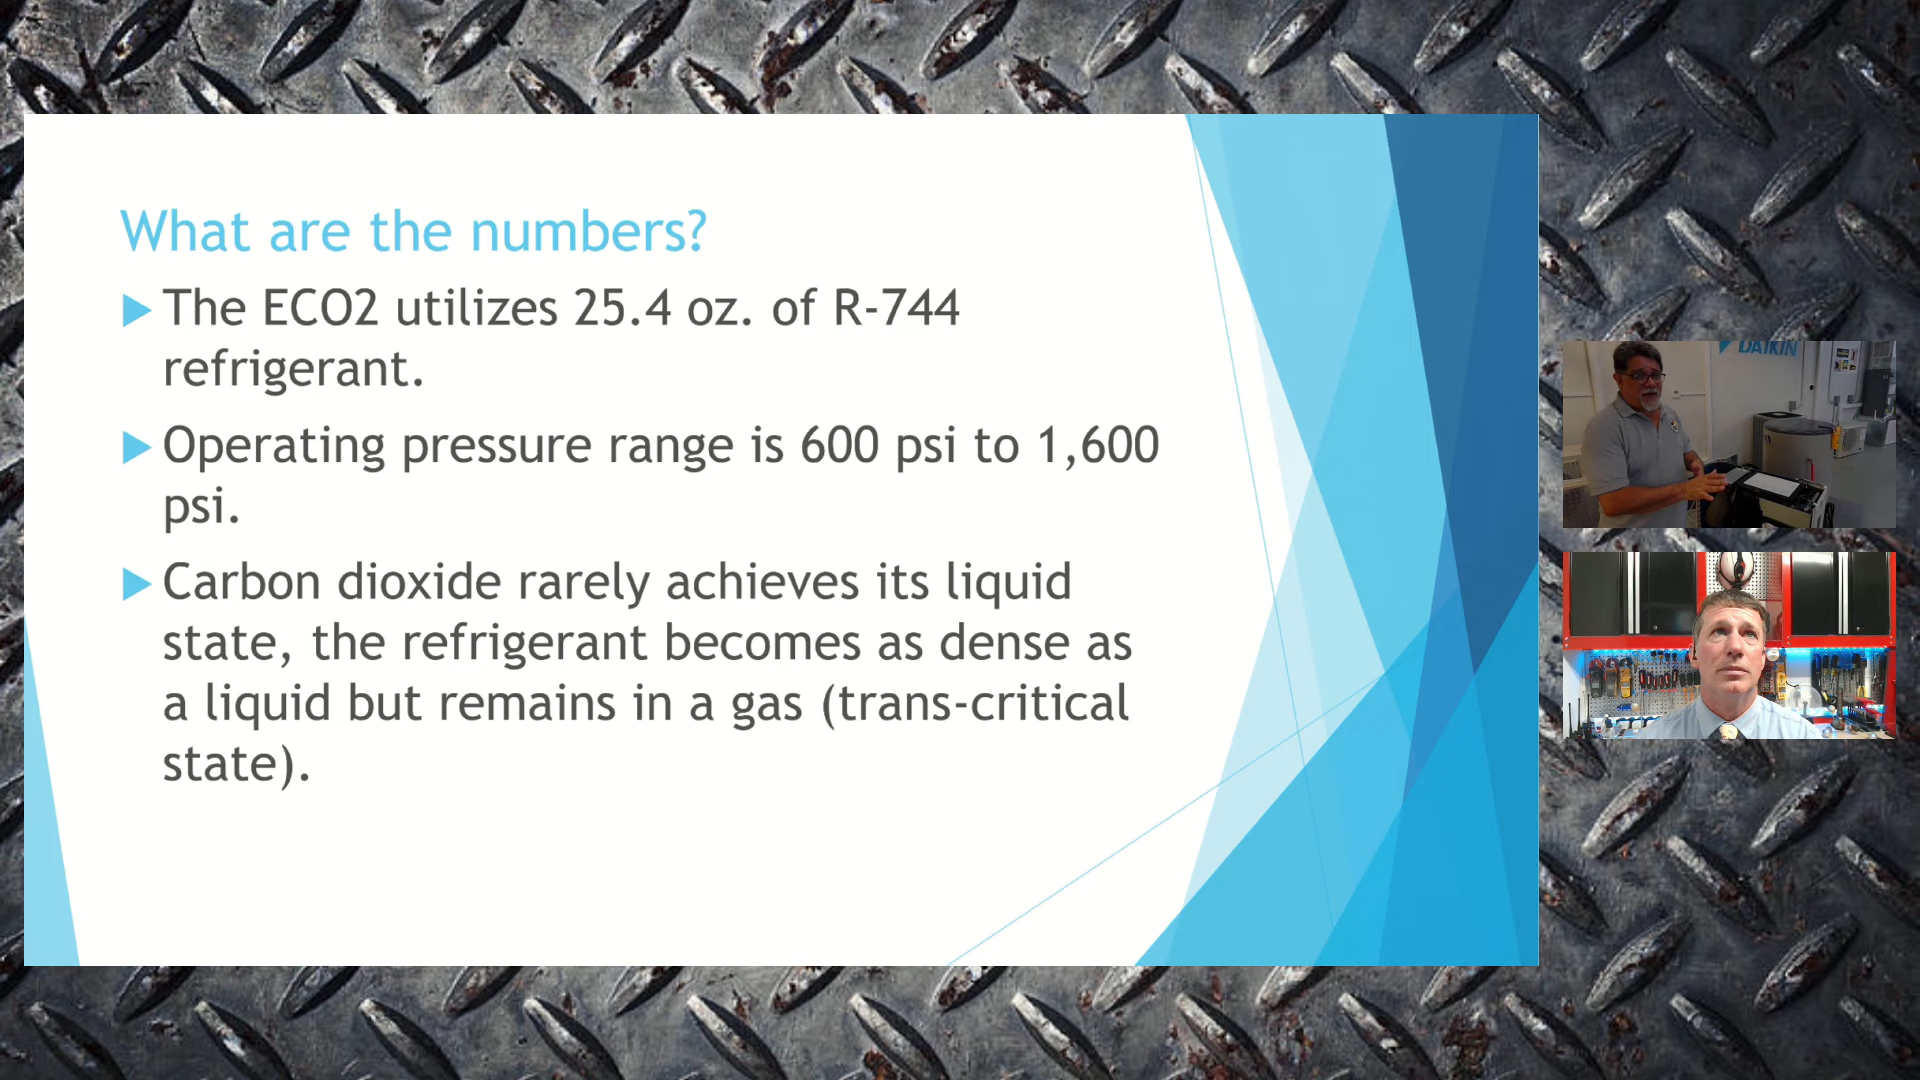 What are the numbers?
The ECO2 utilizes 25.4 oz. of R-744
refrigerant.
Operating pressure range is 600 psi to 1,600
psi.
Carbon dioxide rarely achieves its liquid
state, the refrigerant becomes as dense as
a liquid but remains in a gas (trans-critical
state).
DAIKIN